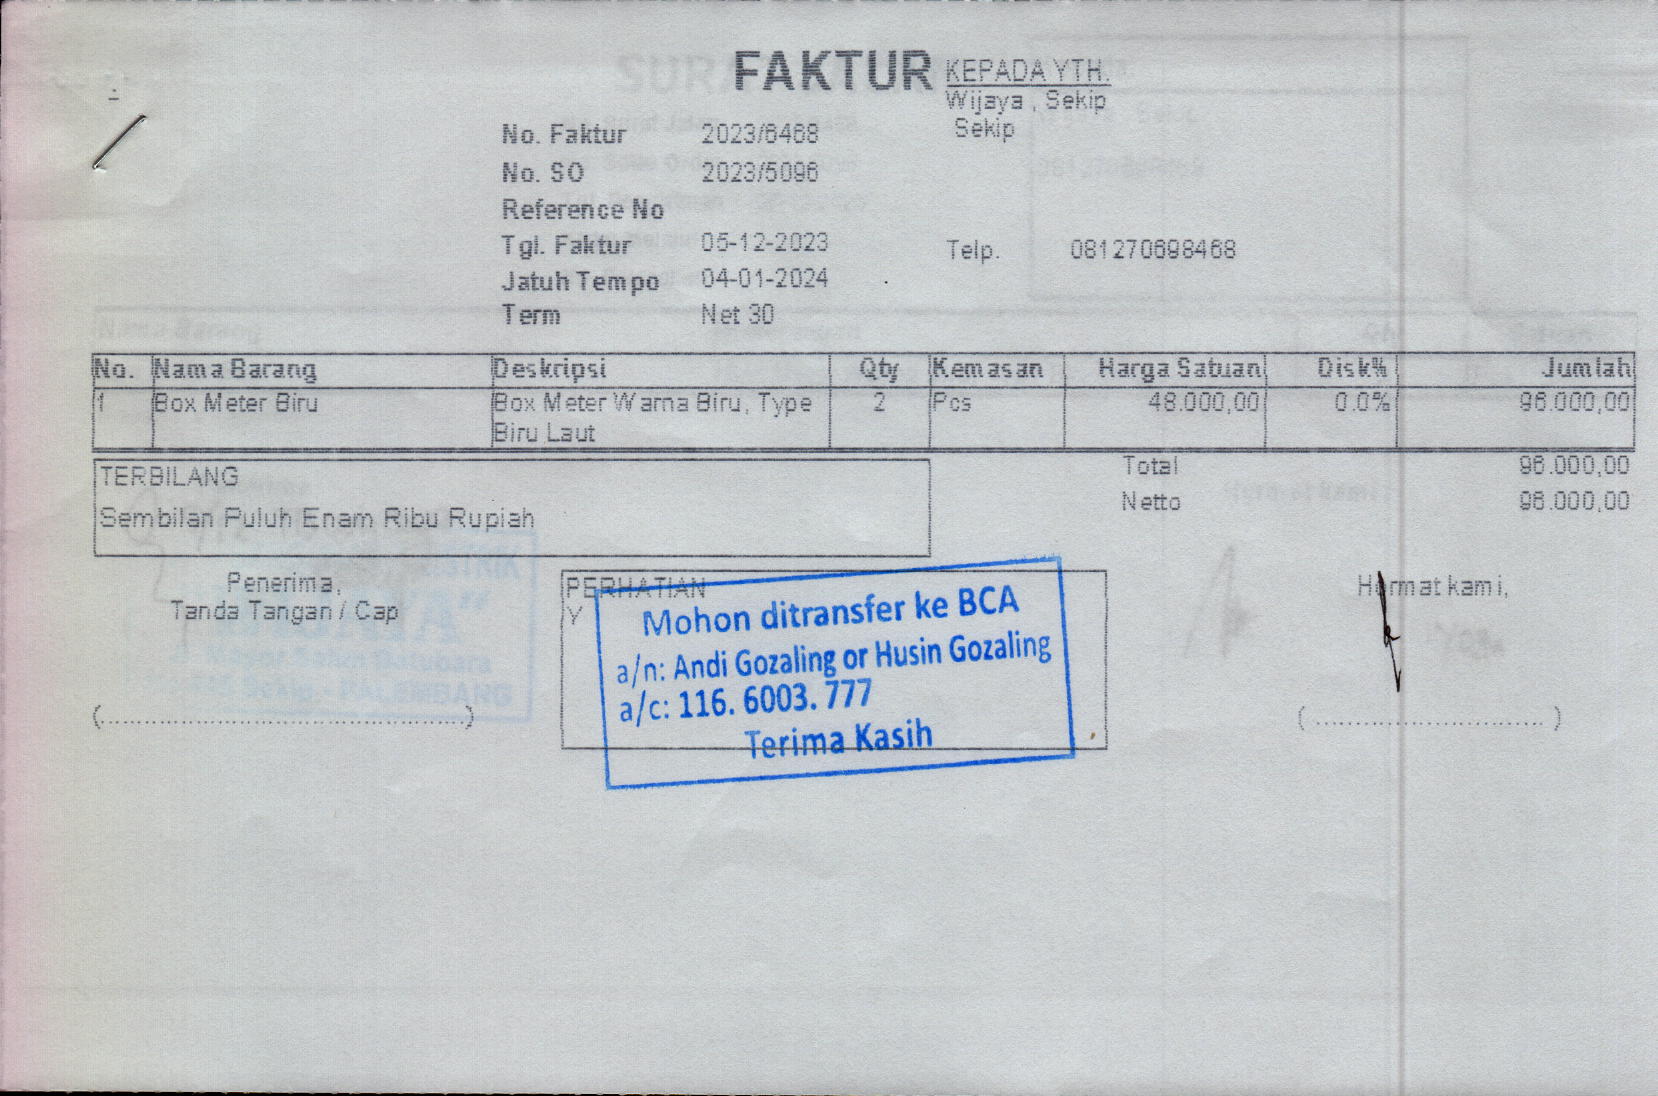 FAKTUR
KEPADA YTH.
Wijaya , Sekip
Sekip
No. Faktur 2023/6468
No. SO 2023/5096
Reference No
Tgl. Faktur 05-12-2023
Telp. 081270698468
Jatuh Tempo 04-01-2024
Term Net 30
No. Nama Barang Deskripsi Qty Kemasan Harga Satuan Disk% Jumlah
1 Box Meter Biru Box Meter Warna Biru, Type 2 Pcs 48.000,00 0.0% 96.000,00
Biru Laut
Total 96.000,00
TERBILANG
Netto 96.000,00
Sembilan Puluh Enam Ribu Rupiah
Penerima,
Tanda Tangan / Cap
(................................................)
PERHATIAN
Y
Mohon ditransfer ke BCA
a/n: Andi Gozaling or Husin Gozaling
a/c: 116. 6003. 777
Terima Kasih
Hormat kami,
( .............................. )